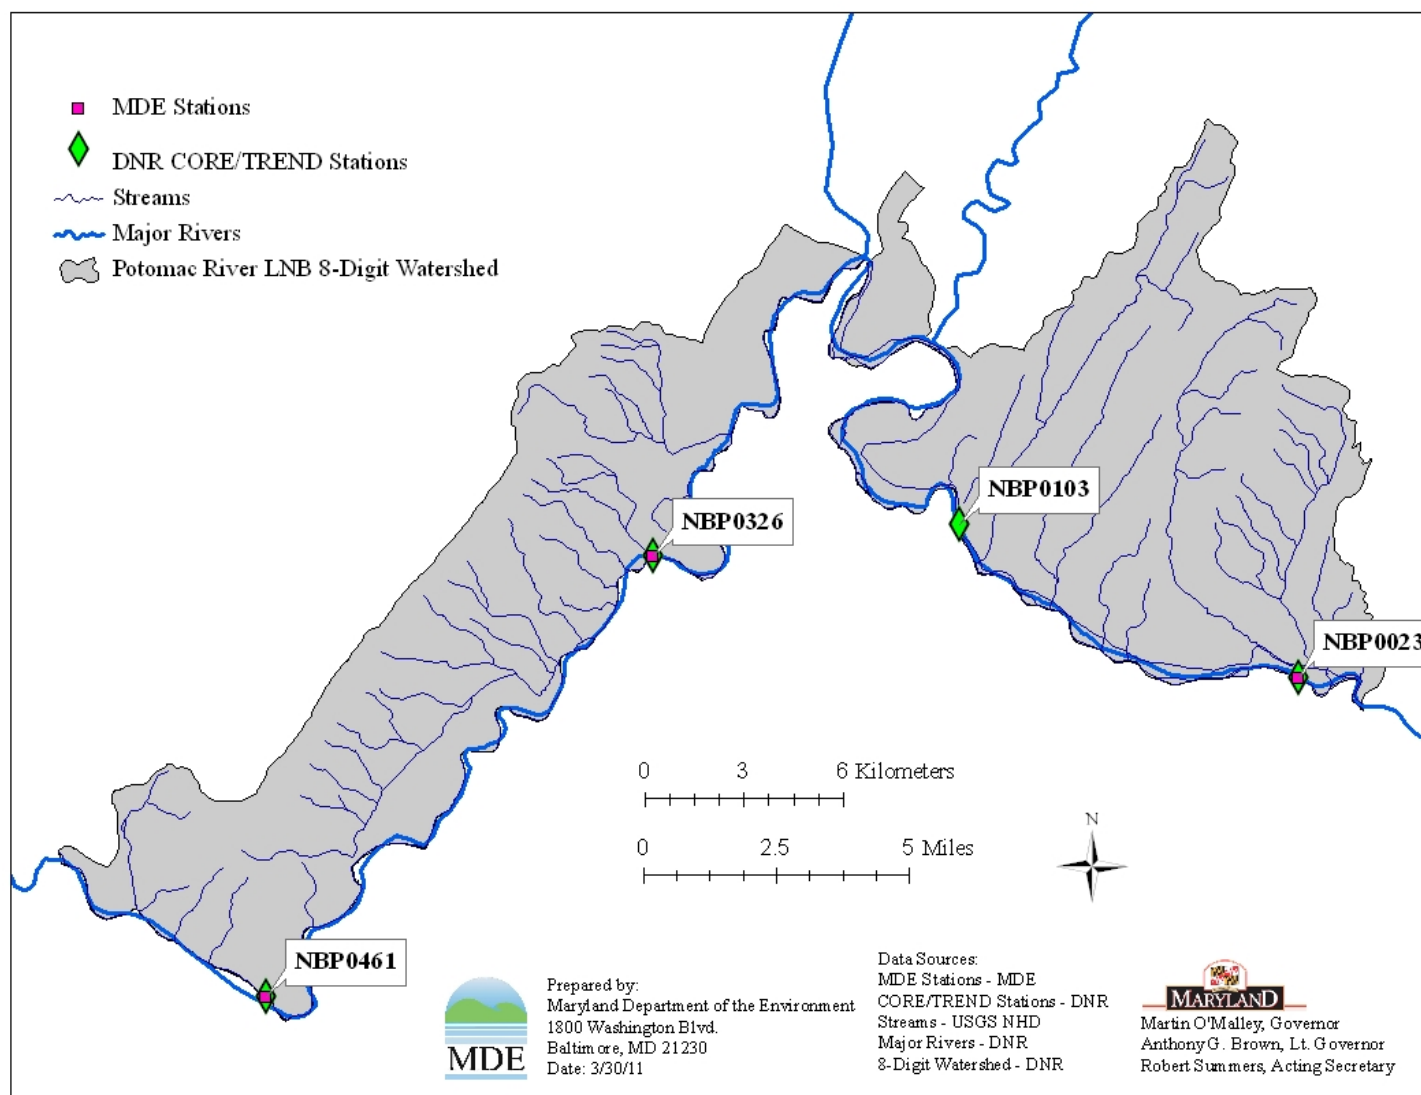 MDE Stations
DNR CORE/TREND Stations
Streams
Major Rivers
Potomac River LNB 8-Digit Watershed
NBP0103
NBP0326
NBP0023
0 3 6 Kilometers
0 2.5 5 Miles
N
NBP0461
MDE
Prepared by:
Maryland Department of the Environment
1800 Washington Blvd.
Baltimore, MD 21230
Date: 3/30/11
Data Sources:
MDE Stations - MDE
CORE/TREND Stations - DNR
Streams - USGS NHD
Major Rivers - DNR
8-Digit Watershed - DNR
MARYLAND
Martin O'Malley, Governor
Anthony G. Brown, Lt. Governor
Robert Summers, Acting Secretary